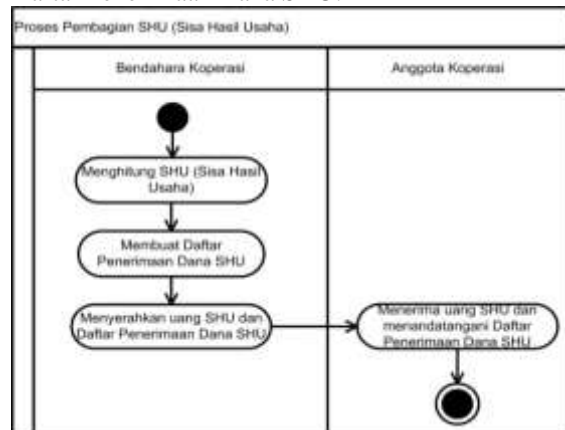 Proses Pembagian SHU (Sisa Hasil Usaha)
Bendahara Koperasi
Anggota Koperasi
Menghitung SHU (Sisa Hasil
Usaha)
Membuat Daftar
Penerimaan Dana SHU
Menyerahkan uang SHU dan
Daftar Penerimaan Dana SHU
Menerima uang SHU dan
menandatangani Daftar
Penerimaan Dana SHU